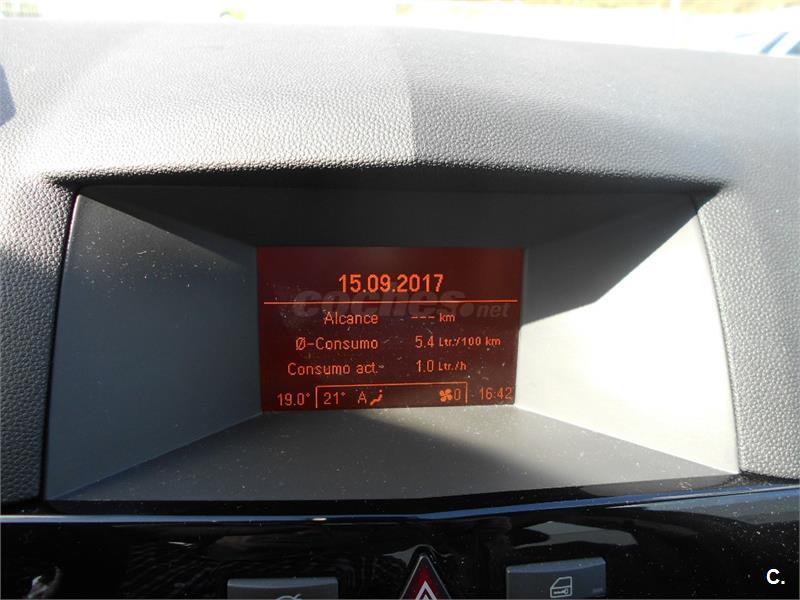 15.09.2017
coches.net
Alcance --- km
Ø-Consumo 5.4 Ltr./100 km
Consumo act. 1.0 Ltr./h
19.0° 21° A 0 16:42
C.